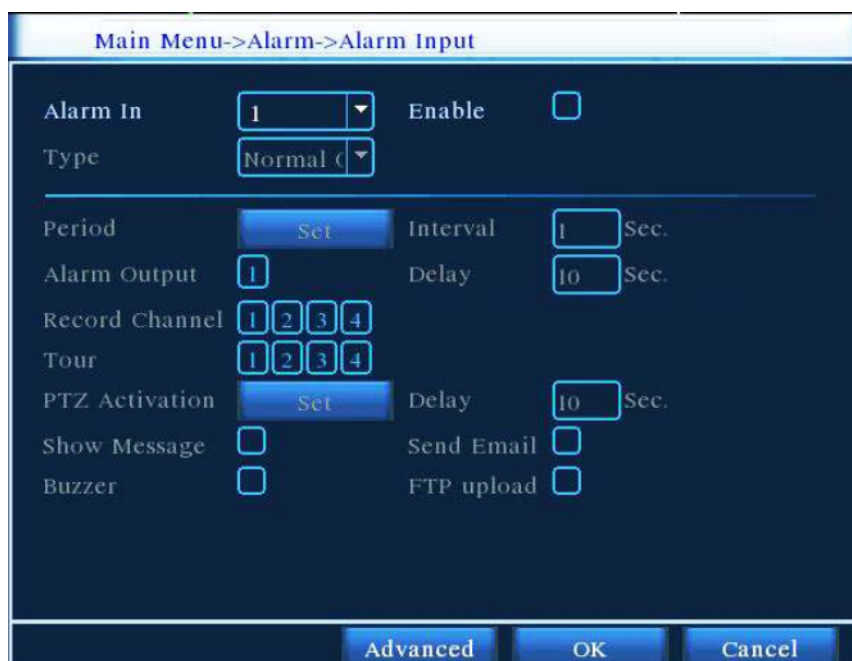 Main Menu->Alarm->Alarm Input
Alarm In 1 Enable
Type Normal
Period Set Interval 1 Sec.
Alarm Output 1 Delay 10 Sec.
Record Channel 1 2 3 4
Tour 1 2 3 4
PTZ Activation Set Delay 10 Sec.
Show Message Send Email
Buzzer FTP upload
Advanced OK Cancel